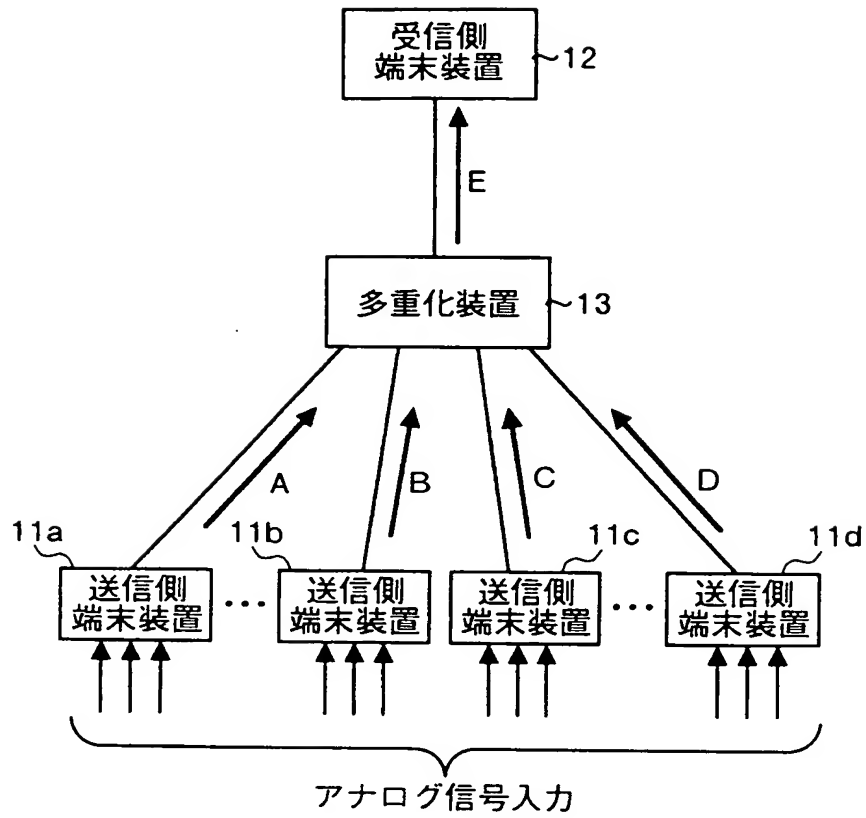 受信側
端末装置
12
E
多重化装置
13
A
B
C
D
11a
11b
11c
11d
送信側
端末装置
...
送信側
端末装置
送信側
端末装置
...
送信側
端末装置
アナログ信号入力